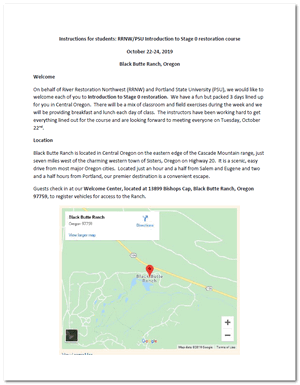 Instructions for students: RRNW/PSU Introduction to Stage 0 restoration course
October 22-24, 2019
Black Butte Ranch, Oregon
Welcome
On behalf of River Restoration Northwest (RRNW) and Portland State University (PSU), we would like to
welcome each of you to Introduction to Stage 0 restoration. We have a fun but packed 3 days lined up
for you in Central Oregon. There will be a mix of classroom and field exercises during the week and we
will be providing breakfast and lunch each day of class. The instructors have been working hard to get
everything lined out for the course and are looking forward to meeting everyone on Tuesday, October
22nd.
Location
Black Butte Ranch is located in Central Oregon on the eastern edge of the Cascade Mountain range, just
seven miles west of the charming western town of Sisters, Oregon on Highway 20. It is a scenic, easy
drive from most major Oregon cities. Located just an hour and a half from Salem and Eugene and two
and a half hours from Portland, our premier destination is a convenient escape.
Guests check in at our Welcome Center, located at 13899 Bishops Cap, Black Butte Ranch, Oregon
97759, to register vehicles for access to the Ranch.
Black Butte Ranch
Oregon 97759
Directions
View larger map
Black Butte
Ranch
Google
Map data ©2019 Google Terms of Use